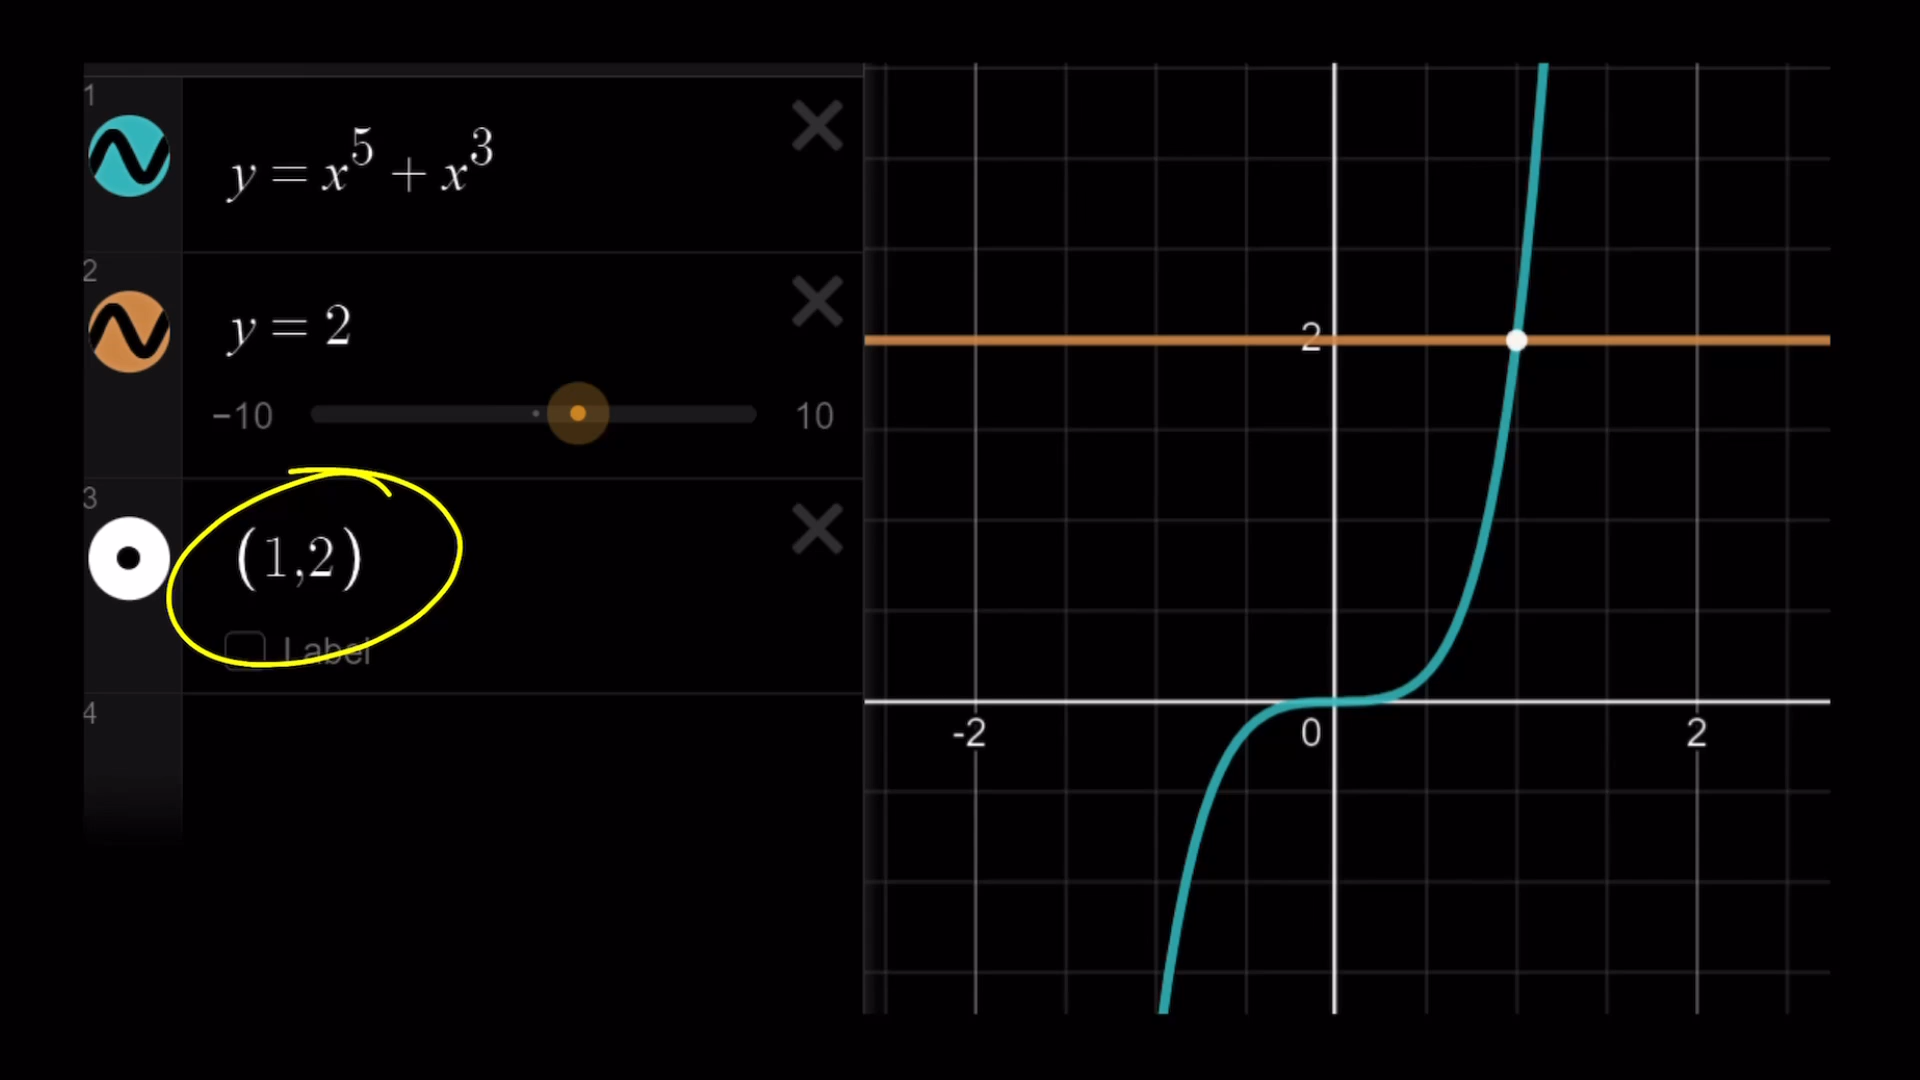 1
y = x^5 + x^3
2
y = 2
−10 10
3
(1,2)
Label
4
2
-2 0 2